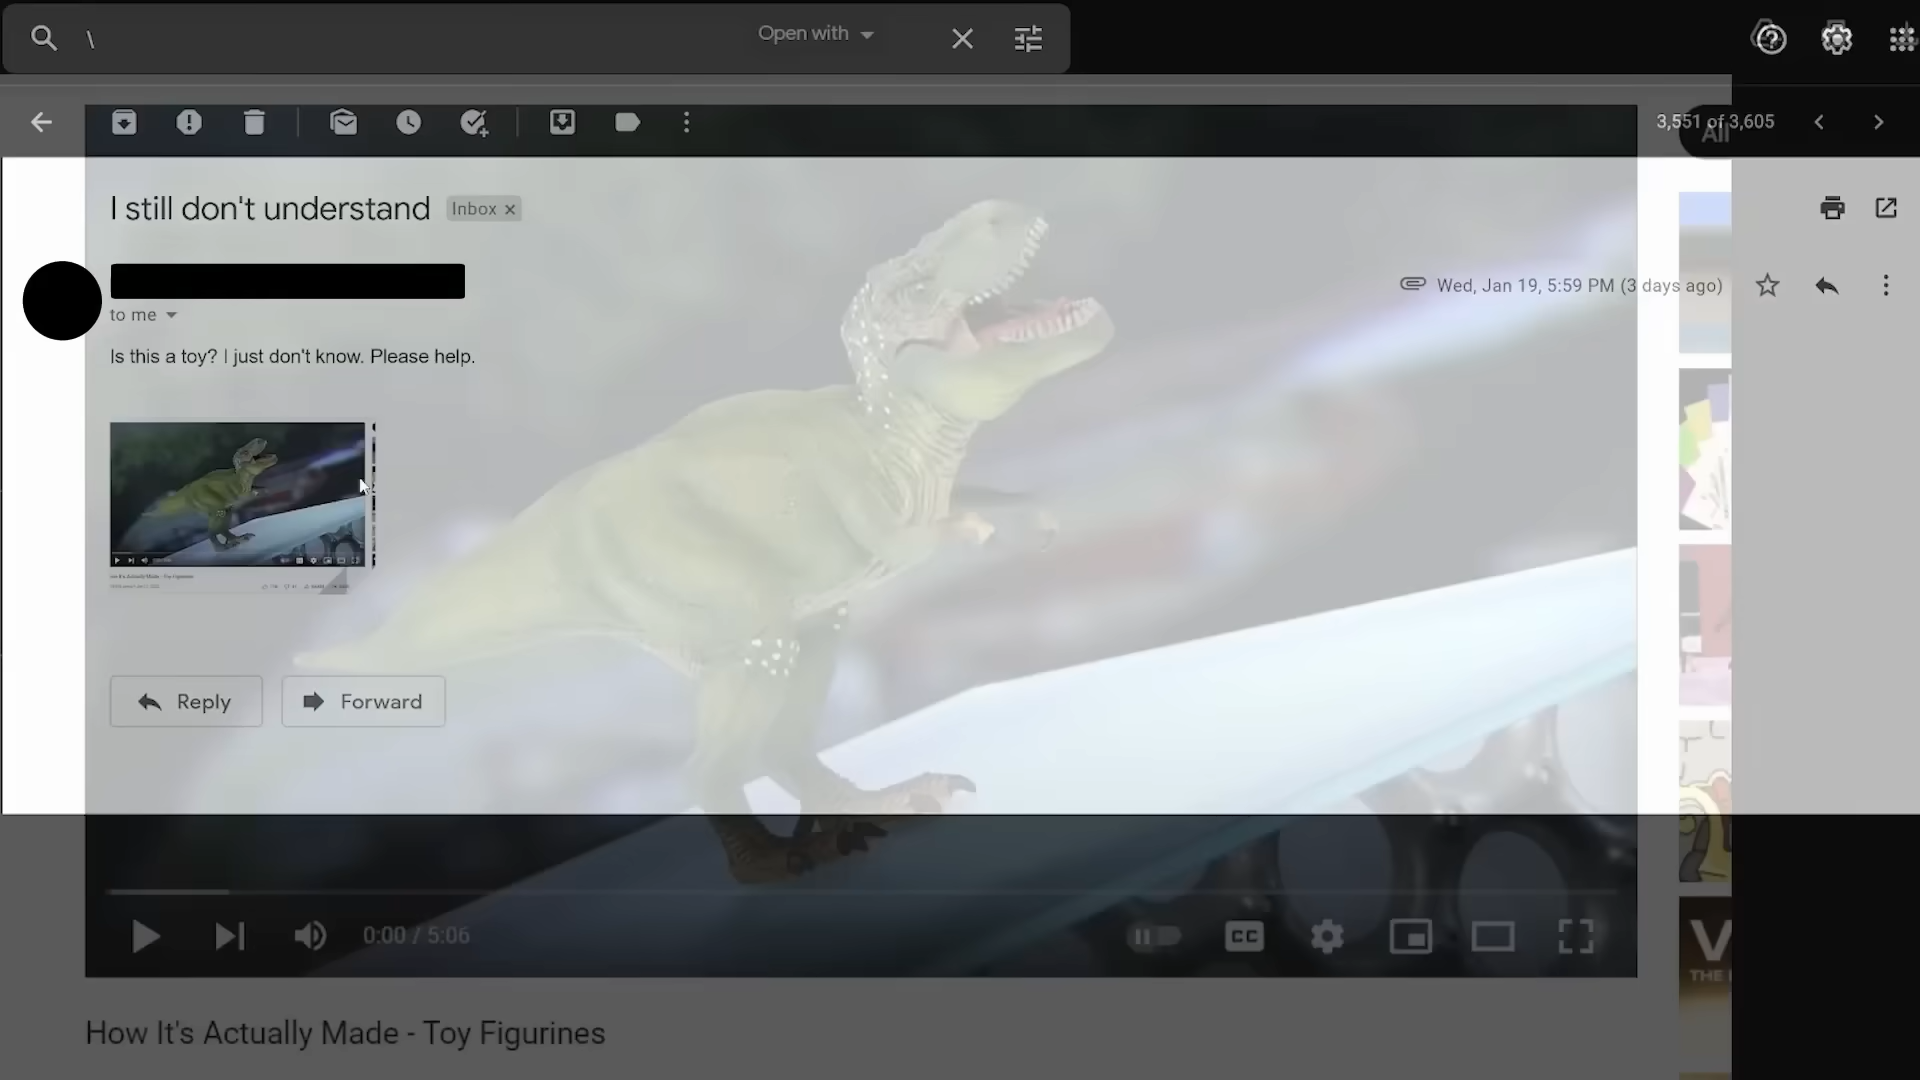 \
Open with
3,551 of 3,605
All
I still don't understand
Inbox x
Wed, Jan 19, 5:59 PM (3 days ago)
to me
Is this a toy? I just don't know. Please help.
Reply
Forward
0:00 / 5:06
CC
V
THE
How It's Actually Made - Toy Figurines